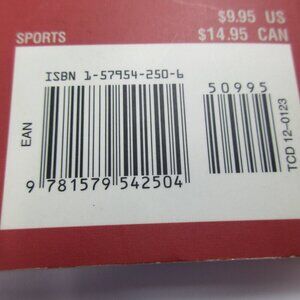 $9.95 US
SPORTS $14.95 CAN
ISBN 1-57954-250-6
50995
EAN
9 781579 542504
TCD 12-0123